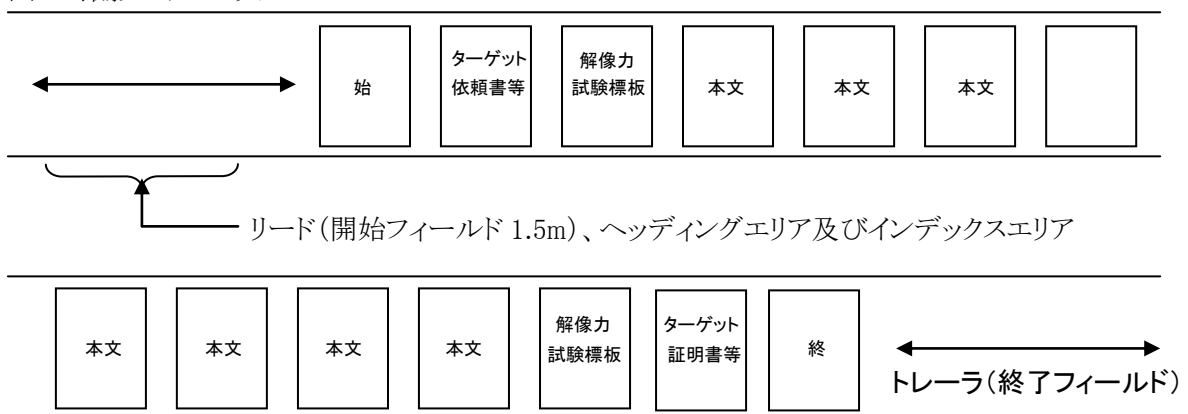 始
ターゲット
依頼書等
解像力
試験標板
本文
本文
本文
リード(開始フィールド 1.5m)、ヘッディングエリア及びインデックスエリア
本文
本文
本文
本文
解像力
試験標板
ターゲット
証明書等
終
トレーラ(終了フィールド)